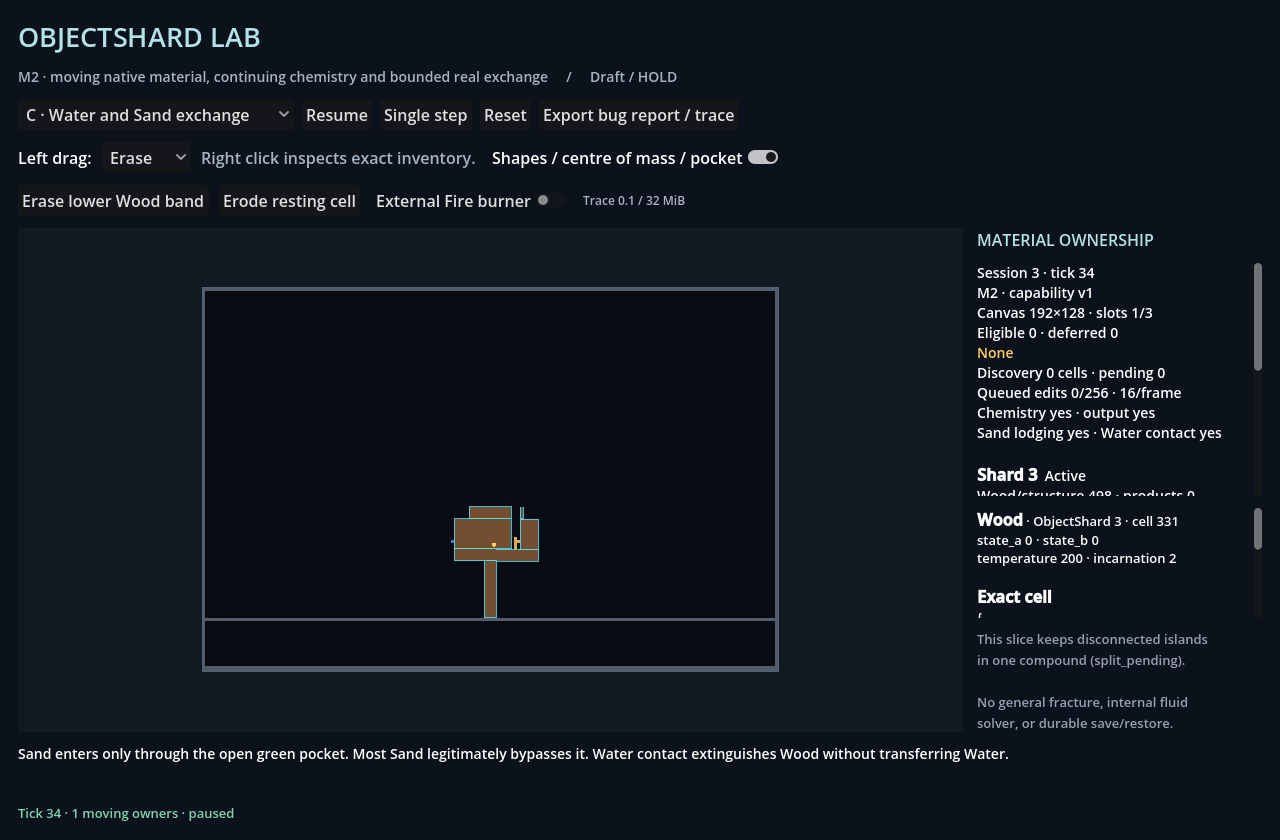 OBJECTSHARD LAB
M2 · moving native material, continuing chemistry and bounded real exchange / Draft / HOLD
C · Water and Sand exchange Resume Single step Reset Export bug report / trace
Left drag: Erase Right click inspects exact inventory. Shapes / centre of mass / pocket
Erase lower Wood band Erode resting cell External Fire burner Trace 0.1 / 32 MiB
MATERIAL OWNERSHIP
Session 3 · tick 34
M2 · capability v1
Canvas 192×128 · slots 1/3
Eligible 0 · deferred 0
None
Discovery 0 cells · pending 0
Queued edits 0/256 · 16/frame
Chemistry yes · output yes
Sand lodging yes · Water contact yes
Shard 3 Active
Wood/structure 498 · products 0
Wood · ObjectShard 3 · cell 331
state_a 0 · state_b 0
temperature 200 · incarnation 2
Exact cell
This slice keeps disconnected islands
in one compound (split_pending).
No general fracture, internal fluid
solver, or durable save/restore.
Sand enters only through the open green pocket. Most Sand legitimately bypasses it. Water contact extinguishes Wood without transferring Water.
Tick 34 · 1 moving owners · paused